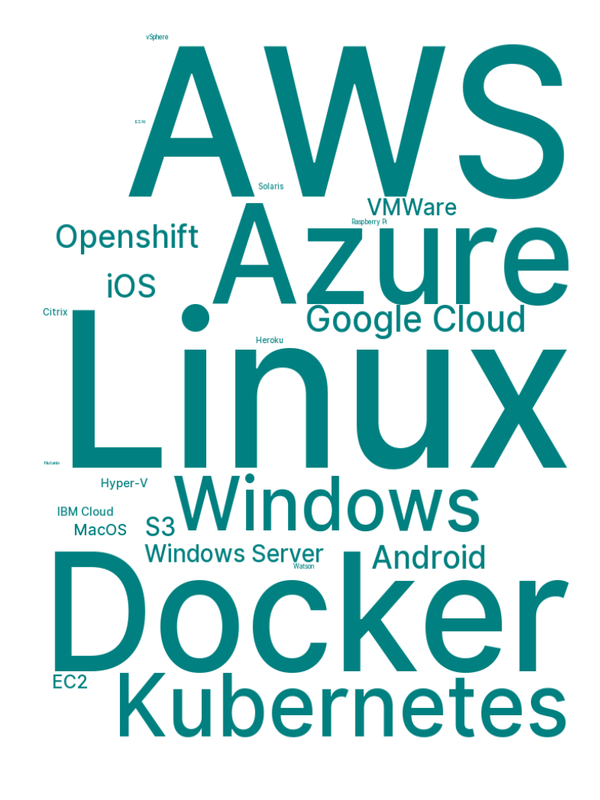 vSphere
AWS
Solaris
VMWare
Raspberry Pi
Openshift
Azure
iOS
Google Cloud
Citrix
Linux
Heroku
Hyper-V
Windows
IBM Cloud
MacOS
S3
Windows Server
Android
Watson
Docker
EC2
Kubernetes